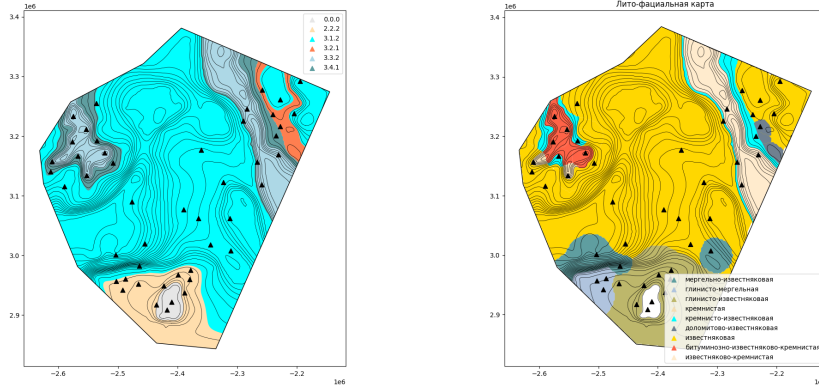 Лито-фациальная карта
1e6
3.4
3.3
3.2
3.1
3.0
2.9
0.0.0
2.2.2
3.1.2
3.2.1
3.3.2
3.4.1
−2.6
−2.5
−2.4
−2.3
−2.2
1e6
1e6
3.4
3.3
3.2
3.1
3.0
2.9
мергельно-известняковая
глинисто-мергельная
глинисто-известняковая
кремнистая
кремнисто-известняковая
доломитово-известняковая
известняковая
битуминозно-известняково-кремнистая
известняково-кремнистая
−2.6
−2.5
−2.4
−2.3
−2.2
1e6